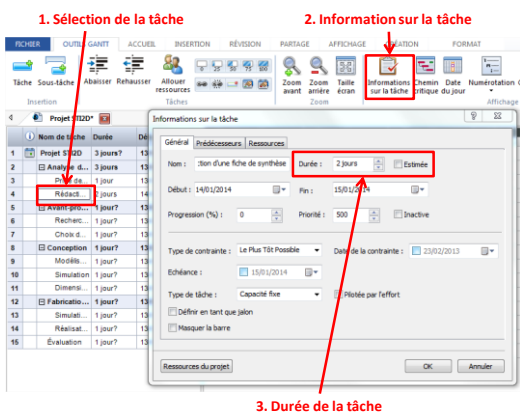 1. Sélection de la tâche
2. Information sur la tâche
FICHIER OUTILS GANTT ACCUEIL INSERTION RÉVISION PARTAGE AFFICHAGE FORMAT
Tâche Sous-tâche Abaisser Rehausser Allouer ressources 0 25 50 75 100 Zoom avant Zoom arrière Taille écran Informations sur la tâche Chemin critique Date du jour Numérotation
Insertion Tâches Zoom Affichage
Projet STI2D*
Informations sur la tâche
Nom de tâche Durée
1 Projet STI2D 3 jours?
2 Analyse d... 3 jours
3 1 jour
4 Rédacti... 2 jours
5 Avant-pro... 1 jour?
6 Recherc... 1 jour?
7 Choix d... 1 jour?
8 Conception 1 jour?
9 Modélis... 1 jour?
10 Simulation 1 jour?
11 Dimensi... 1 jour?
12 Fabricatio... 1 jour?
13 Simulati... 1 jour?
14 Réalisat... 1 jour?
15 Évaluation 1 jour?
Général Prédécesseurs Ressources
Nom : :tion d'une fiche de synthèse Durée : 2 jours Estimée
Début : 14/01/2014 Fin : 15/01/2014
Progression (%) : 0 Priorité : 500 Inactive
Type de contrainte : Le Plus Tôt Possible Date de la contrainte : 23/02/2013
Echéance : 15/01/2014
Type de tâche : Capacité fixe Pilotée par l'effort
Définir en tant que jalon
Masquer la barre
Ressources du projet OK Annuler
3. Durée de la tâche